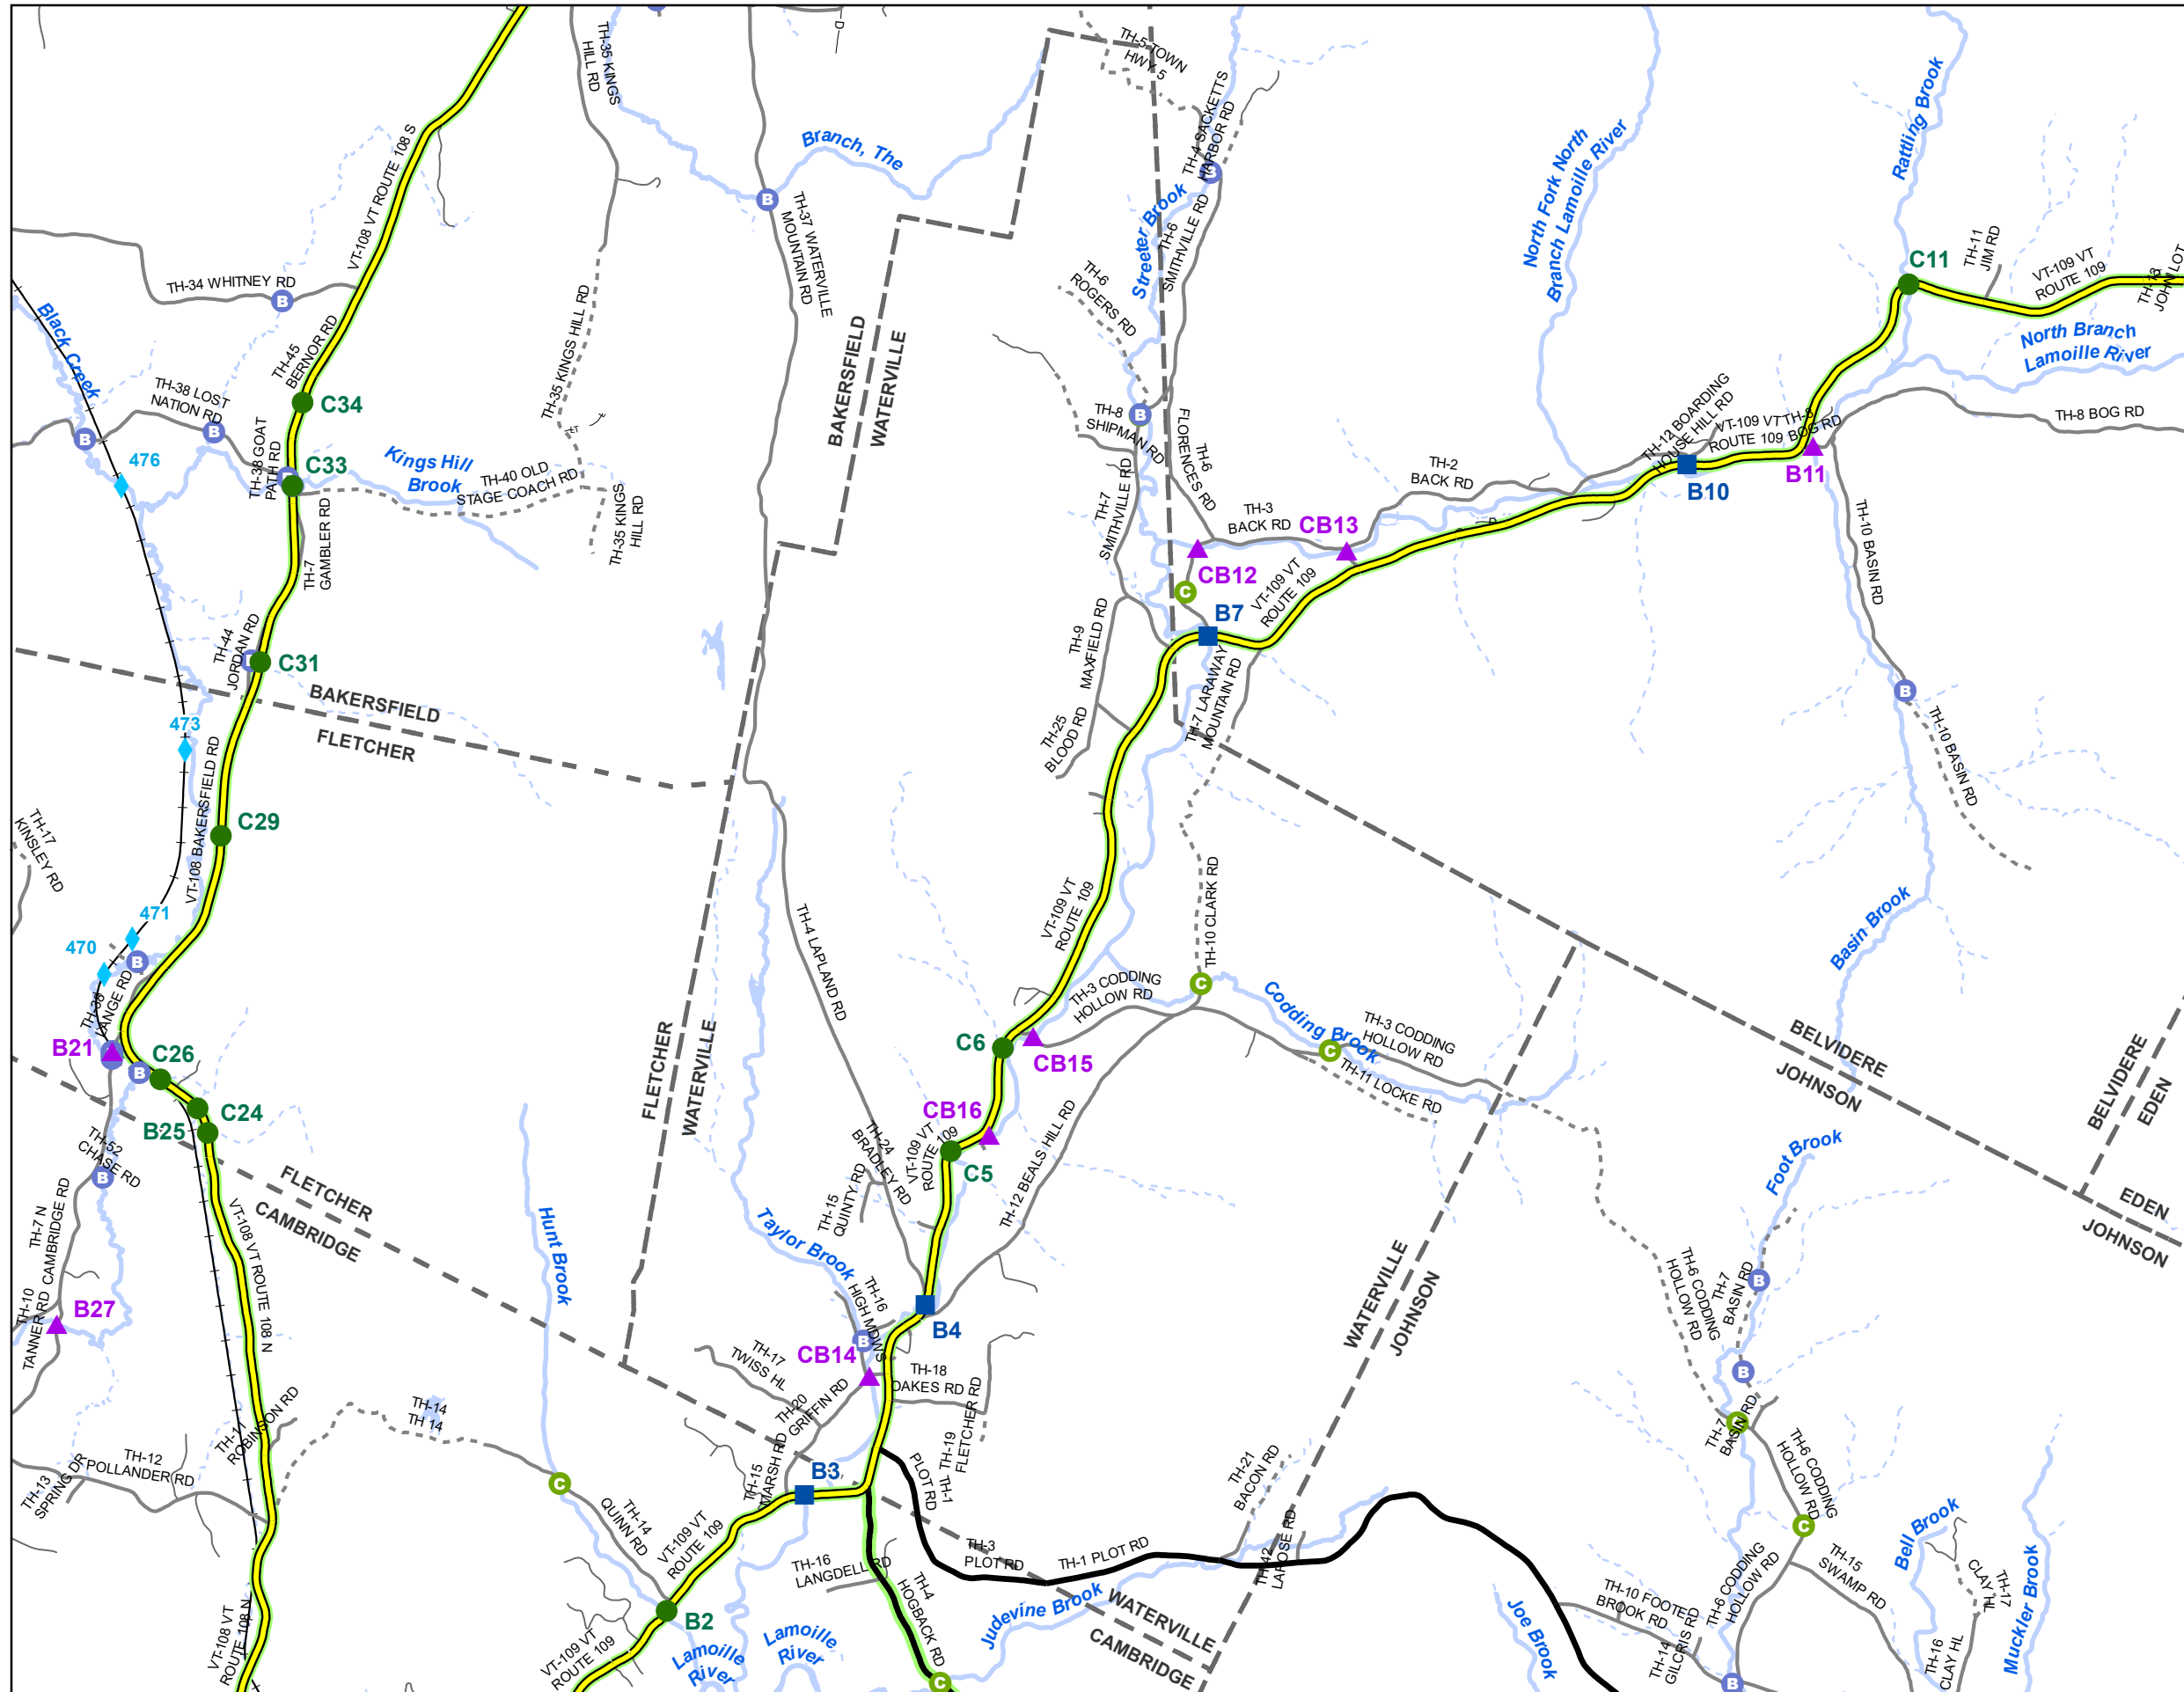 TH-35 KINGS
HILL RD
TH-5 TOWN
HWY 5
TH-4 SACKETTS
HARBOR RD
Rattling Brook
VT-108 VT ROUTE 108 S
Branch, The
North Fork North
Branch Lamoille River
TH-37 WATERVILLE
MOUNTAIN RD
Streeter Brook
TH-6
SMITHVILLE RD
TH-34 WHITNEY RD
B
B
B
C11
TH-11
JIM RD
VT-109 VT
ROUTE 109
TH-18
JOHN LOT
Black Creek
TH-45
BERNOR RD
TH-35 KINGS HILL RD
TH-6
ROGERS RD
BAKERSFIELD
WATERVILLE
North Branch
Lamoille River
TH-38 LOST
NATION RD
C34
B
B
B
TH-8
SHIPMAN RD
TH-6
FLORENCES RD
TH-12 BOARDING
HOUSE HILL RD
VT-109 VT
ROUTE 109
TH-8
BOG RD
TH-8 BOG RD
476
TH-38 GOAT
PATH RD
C33
Kings Hill
Brook
TH-40 OLD
STAGE COACH RD
TH-35 KINGS
HILL RD
TH-7
SMITHVILLE RD
TH-2
BACK RD
TH-3
BACK RD
CB13
B10
B11
TH-7
GAMBLER RD
CB12
C
VT-109 VT
ROUTE 109
TH-10 BASIN RD
B7
TH-44
JORDAN RD
C31
TH-9
MAXFIELD RD
TH-7 LARAWAY
MOUNTAIN RD
B
BAKERSFIELD
FLETCHER
TH-25
BLOOD RD
TH-10 BASIN RD
473
VT-108 BAKERSFIELD RD
C29
TH-17
KINSLEY RD
471
470
B
TH-38
LANGE RD
TH-4 LAPLAND RD
VT-109 VT
ROUTE 109
TH-10 CLARK RD
Basin Brook
TH-3 CODDING
HOLLOW RD
C
Codding Brook
TH-3 CODDING
HOLLOW RD
C
TH-11 LOCKE RD
BELVIDERE
JOHNSON
BELVIDERE
EDEN
B21
C26
B
C6
CB15
FLETCHER
WATERVILLE
C24
B25
CB16
TH-52
CHASE RD
B
TH-24
BRADLEY RD
VT-109 VT
ROUTE 109
C5
TH-12 BEALS HILL RD
Foot Brook
FLETCHER
CAMBRIDGE
TH-7 N
CAMBRIDGE RD
VT-108 VT ROUTE 108 N
Hunt Brook
Taylor Brook
TH-15
QUINTY RD
EDEN
JOHNSON
TH-10
TANNER RD
B27
TH-16
HIGH MDWS
B
B4
WATERVILLE
JOHNSON
TH-6 CODDING
HOLLOW RD
TH-7
BASIN RD
B
CB14
TH-17
TWISS HL
TH-18
OAKES RD
B
TH-20
GRIFFIN RD
TH-14
TH 14
TH-11
ROBINSON RD
TH-19
FLETCHER RD
TH-7
BASIN RD
TH-6 CODDING
HOLLOW RD
TH-12
POLLANDER RD
TH-13
SPRING DR
C
TH-15
MARSH RD
B3
TH-1
PLOT RD
TH-21
BACON RD
C
TH-14
QUINN RD
VT-109 VT
ROUTE 109
TH-16
LANGDELL RD
TH-3
PLOT RD
TH-1 PLOT RD
TH-42
LAROSE RD
Bell Brook
TH-15
SWAMP RD
TH-17
CLAY HL
Muckler Brook
TH-4
HOGBACK RD
Judevine Brook
WATERVILLE
CAMBRIDGE
Joe Brook
TH-10 FOOTE
BROOK RD
TH-6 CODDING
HOLLOW RD
TH-14
GILCRIS RD
TH-16
CLAY HL
VT-108 VT
ROUTE 108 N
B2
VT-109 VT
ROUTE 109
Lamoille
River
Lamoille
River
C
B